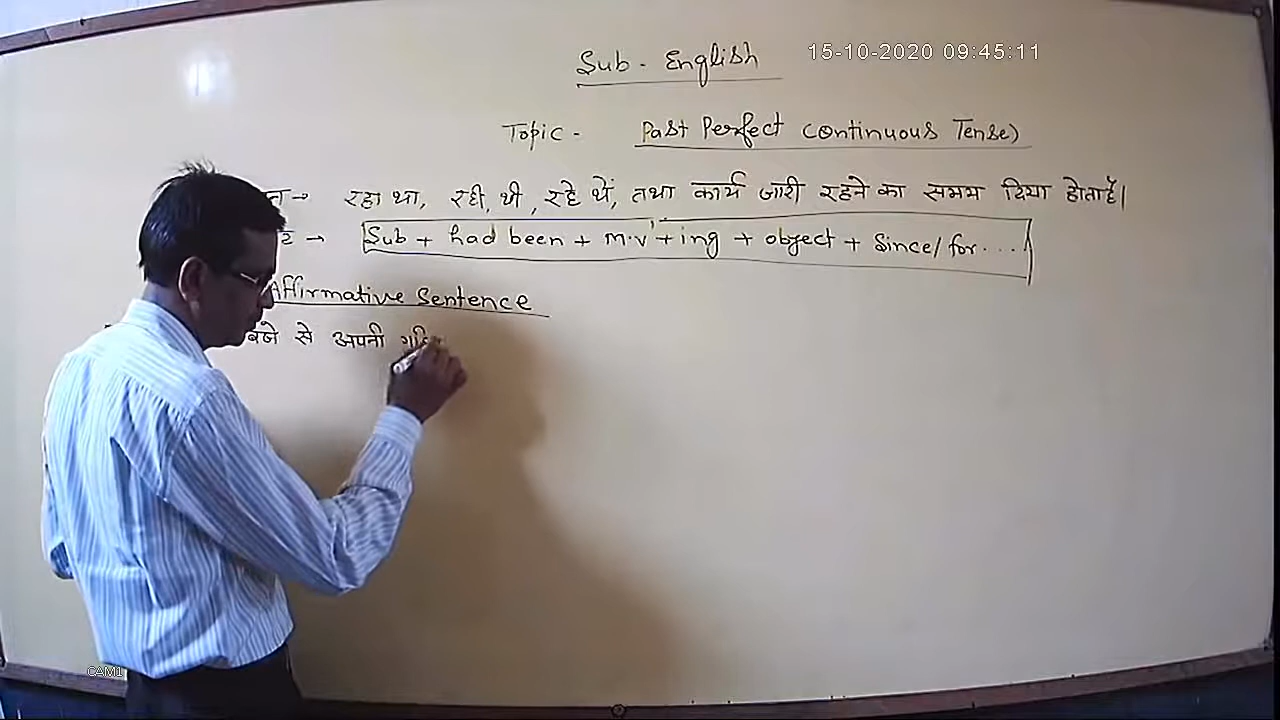 Sub - English 15-10-2020 09:45:11
Topic - Past Perfect Continuous Tense)
→ रहा था, रही, थी, रहे थें, तथा कार्य जारी रहने का समय दिया होता है।
→ Sub + had been + m.v' + ing + object + Since/for....
Affirmative Sentence
बजे से अपनी
CAM1